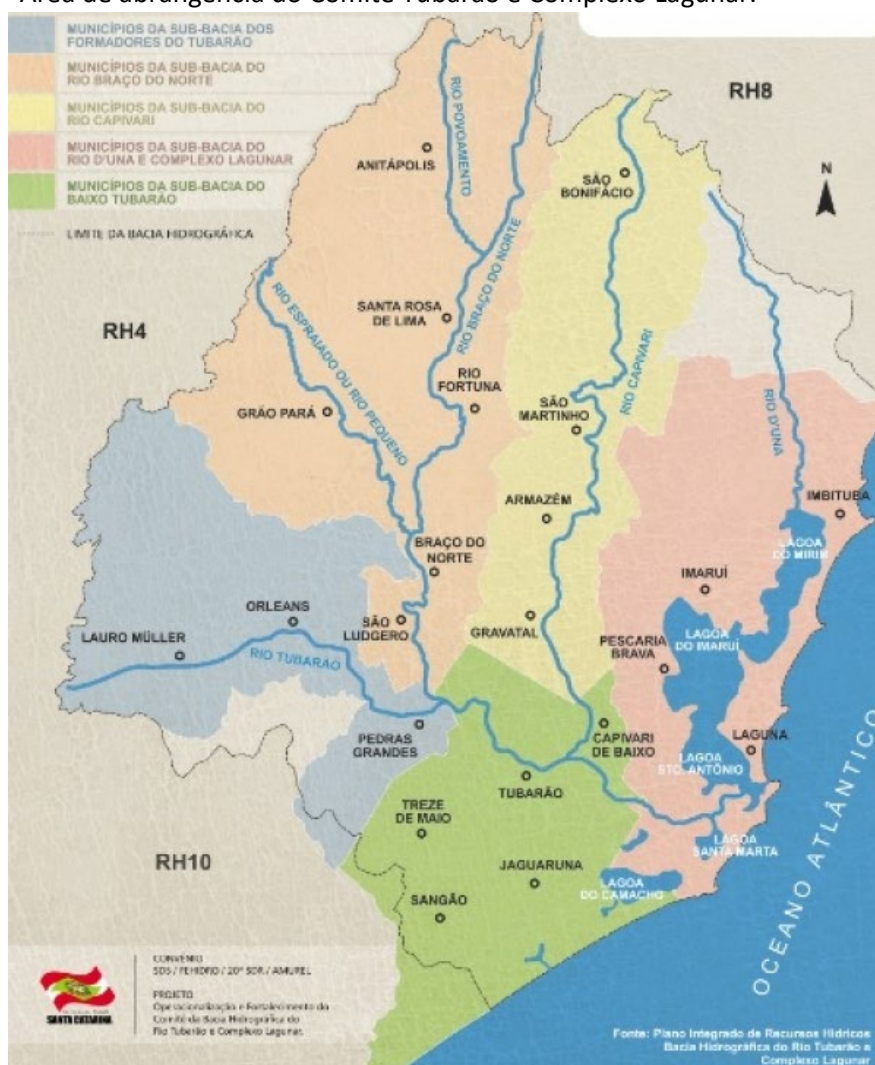 Área de abrangência do Comitê Tubarão e Complexo Lagunar:
MUNICÍPIOS DA SUB-BACIA DOS
FORMADORES DO TUBARÃO
MUNICÍPIOS DA SUB-BACIA DO
RIO BRAÇO DO NORTE
MUNICÍPIOS DA SUB-BACIA DO
RIO CAPIVARI
MUNICÍPIOS DA SUB-BACIA DO
RIO D'UNA E COMPLEXO LAGUNAR
MUNICÍPIOS DA SUB-BACIA DO
BAIXO TUBARÃO
LIMITE DA BACIA HIDROGRÁFICA
RH8
N
RIO POVOAMENTO
ANITÁPOLIS
SÃO
BONIFÁCIO
RIO BRAÇO DO NORTE
RH4
RIO ESPRAIADO OU RIO PEQUENO
SANTA ROSA
DE LIMA
RIO CAPIVARI
RIO D'UNA
RIO
FORTUNA
GRÃO PARÁ
SÃO
MARTINHO
ARMAZÉM
IMBITUBA
BRAÇO DO
NORTE
LAGOA
DO MIRIM
IMARUÍ
ORLEANS
SÃO
LUDGERO
GRAVATAL
LAURO MÜLLER
RIO TUBARÃO
LAGOA
DO IMARUÍ
PESCARIA
BRAVA
PEDRAS
GRANDES
CAPIVARI
DE BAIXO
LAGUNA
LAGOA
STO. ANTÔNIO
TUBARÃO
TREZE
DE MAIO
LAGOA
SANTA MARTA
RH10
JAGUARUNA
LAGOA
DO CAMACHO
SANGÃO
OCEANO ATLÂNTICO
SANTA CATARINA
CONVÊNIO
SDS / FEHIDRO / 20ª SDR / AMUREL
PROJETO
Operacionalização e Fortalecimento do
Comitê da Bacia Hidrográfica do
Rio Tubarão e Complexo Lagunar.
Fonte: Plano Integrado de Recursos Hídricos
Bacia Hidrográfica do Rio Tubarão e
Complexo Lagunar